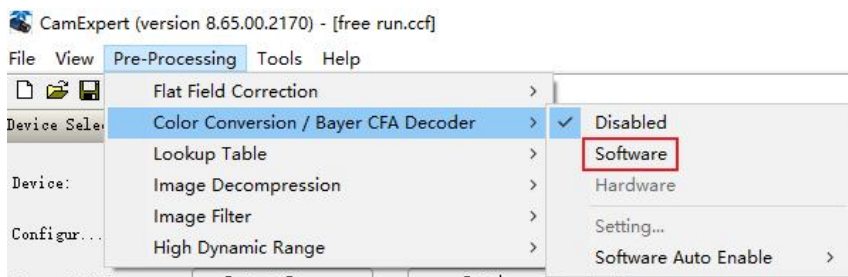 CamExpert (version 8.65.00.2170) - [free run.ccf]
File View Pre-Processing Tools Help
Flat Field Correction >
Device Sele
Color Conversion / Bayer CFA Decoder >
✓ Disabled
Lookup Table >
Software
Device:
Image Decompression >
Hardware
Image Filter >
Configur...
Setting...
High Dynamic Range >
Software Auto Enable >